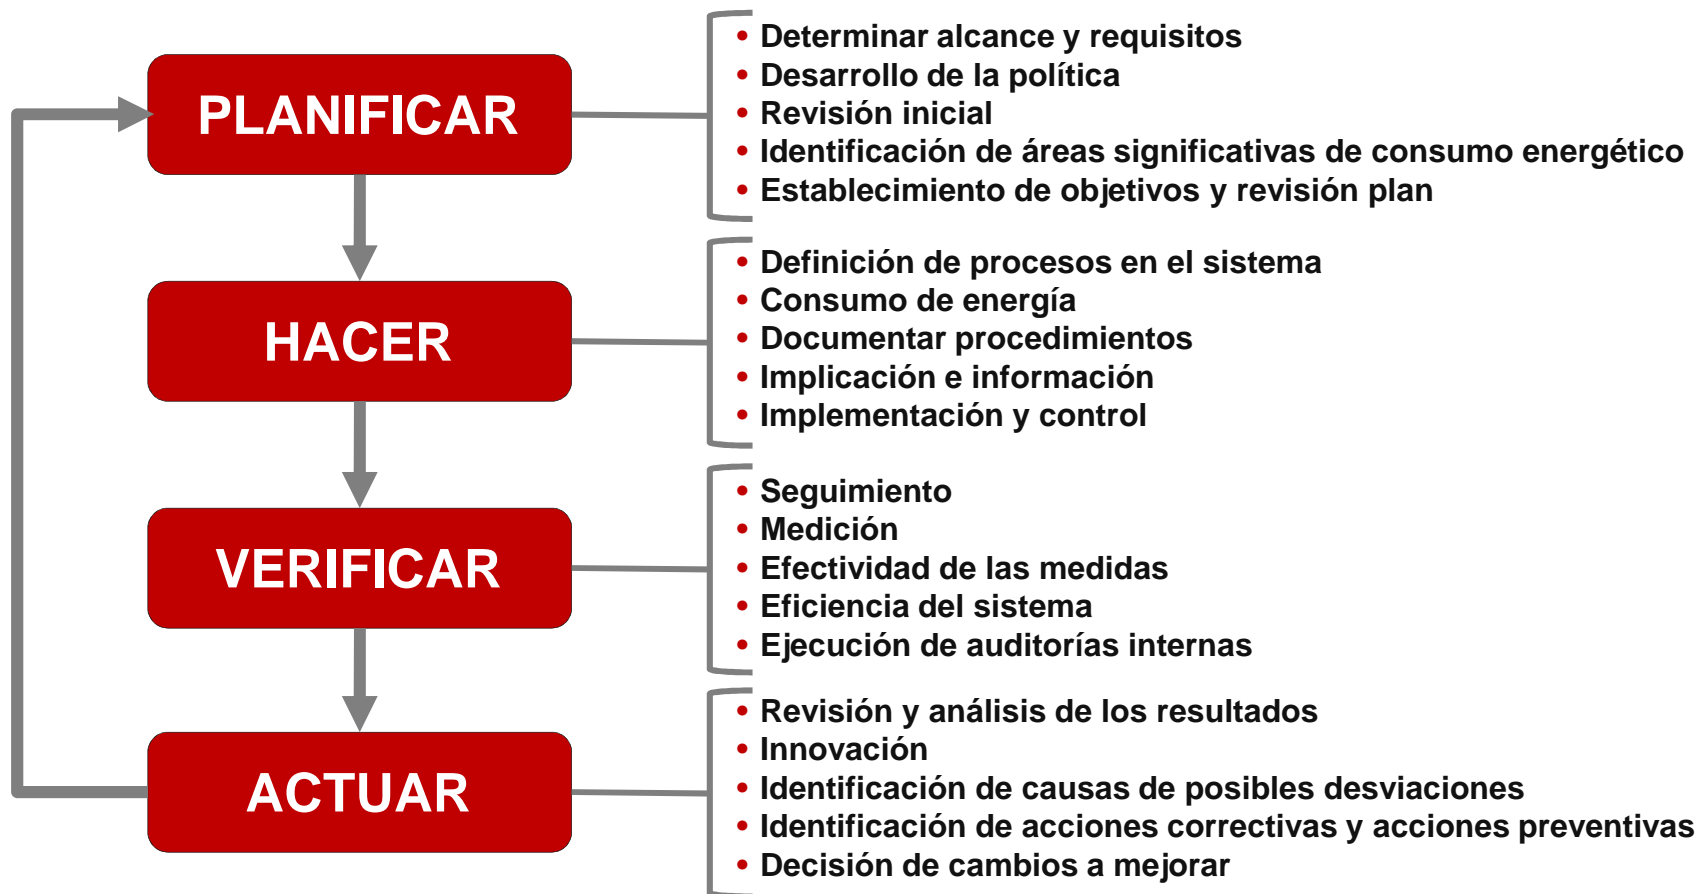 PLANIFICAR
• Determinar alcance y requisitos
• Desarrollo de la política
• Revisión inicial
• Identificación de áreas significativas de consumo energético
• Establecimiento de objetivos y revisión plan
HACER
• Definición de procesos en el sistema
• Consumo de energía
• Documentar procedimientos
• Implicación e información
• Implementación y control
VERIFICAR
• Seguimiento
• Medición
• Efectividad de las medidas
• Eficiencia del sistema
• Ejecución de auditorías internas
ACTUAR
• Revisión y análisis de los resultados
• Innovación
• Identificación de causas de posibles desviaciones
• Identificación de acciones correctivas y acciones preventivas
• Decisión de cambios a mejorar